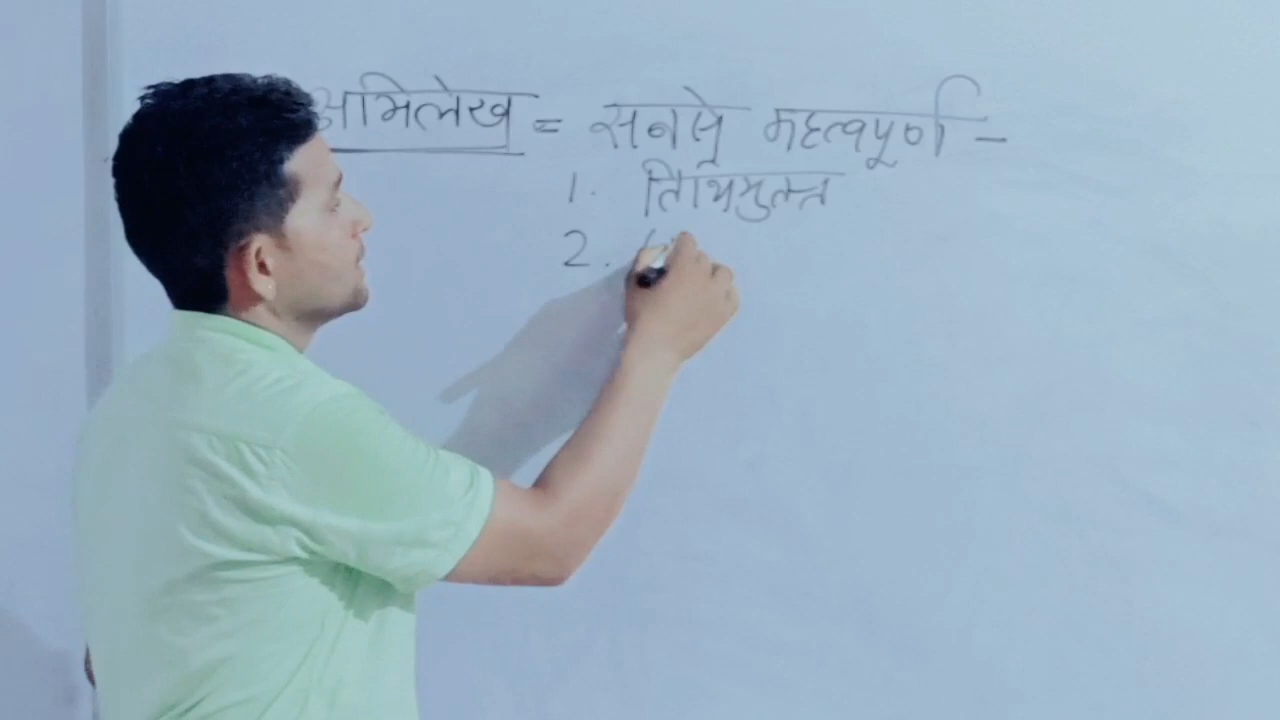 अभिलेख = सबसे महत्वपूर्ण -
1. तिथियुक्त
2.